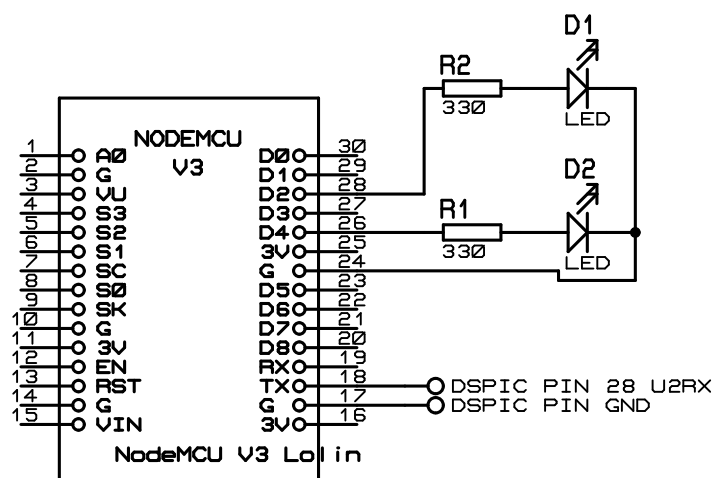 D1
R2
330
LED
NODEMCU
V3
1 A0 D0 30
2 G D1 29
3 VU D2 28
4 S3 D3 27
5 S2 D4 26
6 S1 3V 25
7 SC G 24
8 S0 D5 23
9 SK D6 22
10 G D7 21
11 3V D8 20
12 EN RX 19
13 RST TX 18
14 G G 17
15 VIN 3V 16
D2
R1
330
LED
DSPIC PIN 28 U2RX
DSPIC PIN GND
NodeMCU V3 Lolin